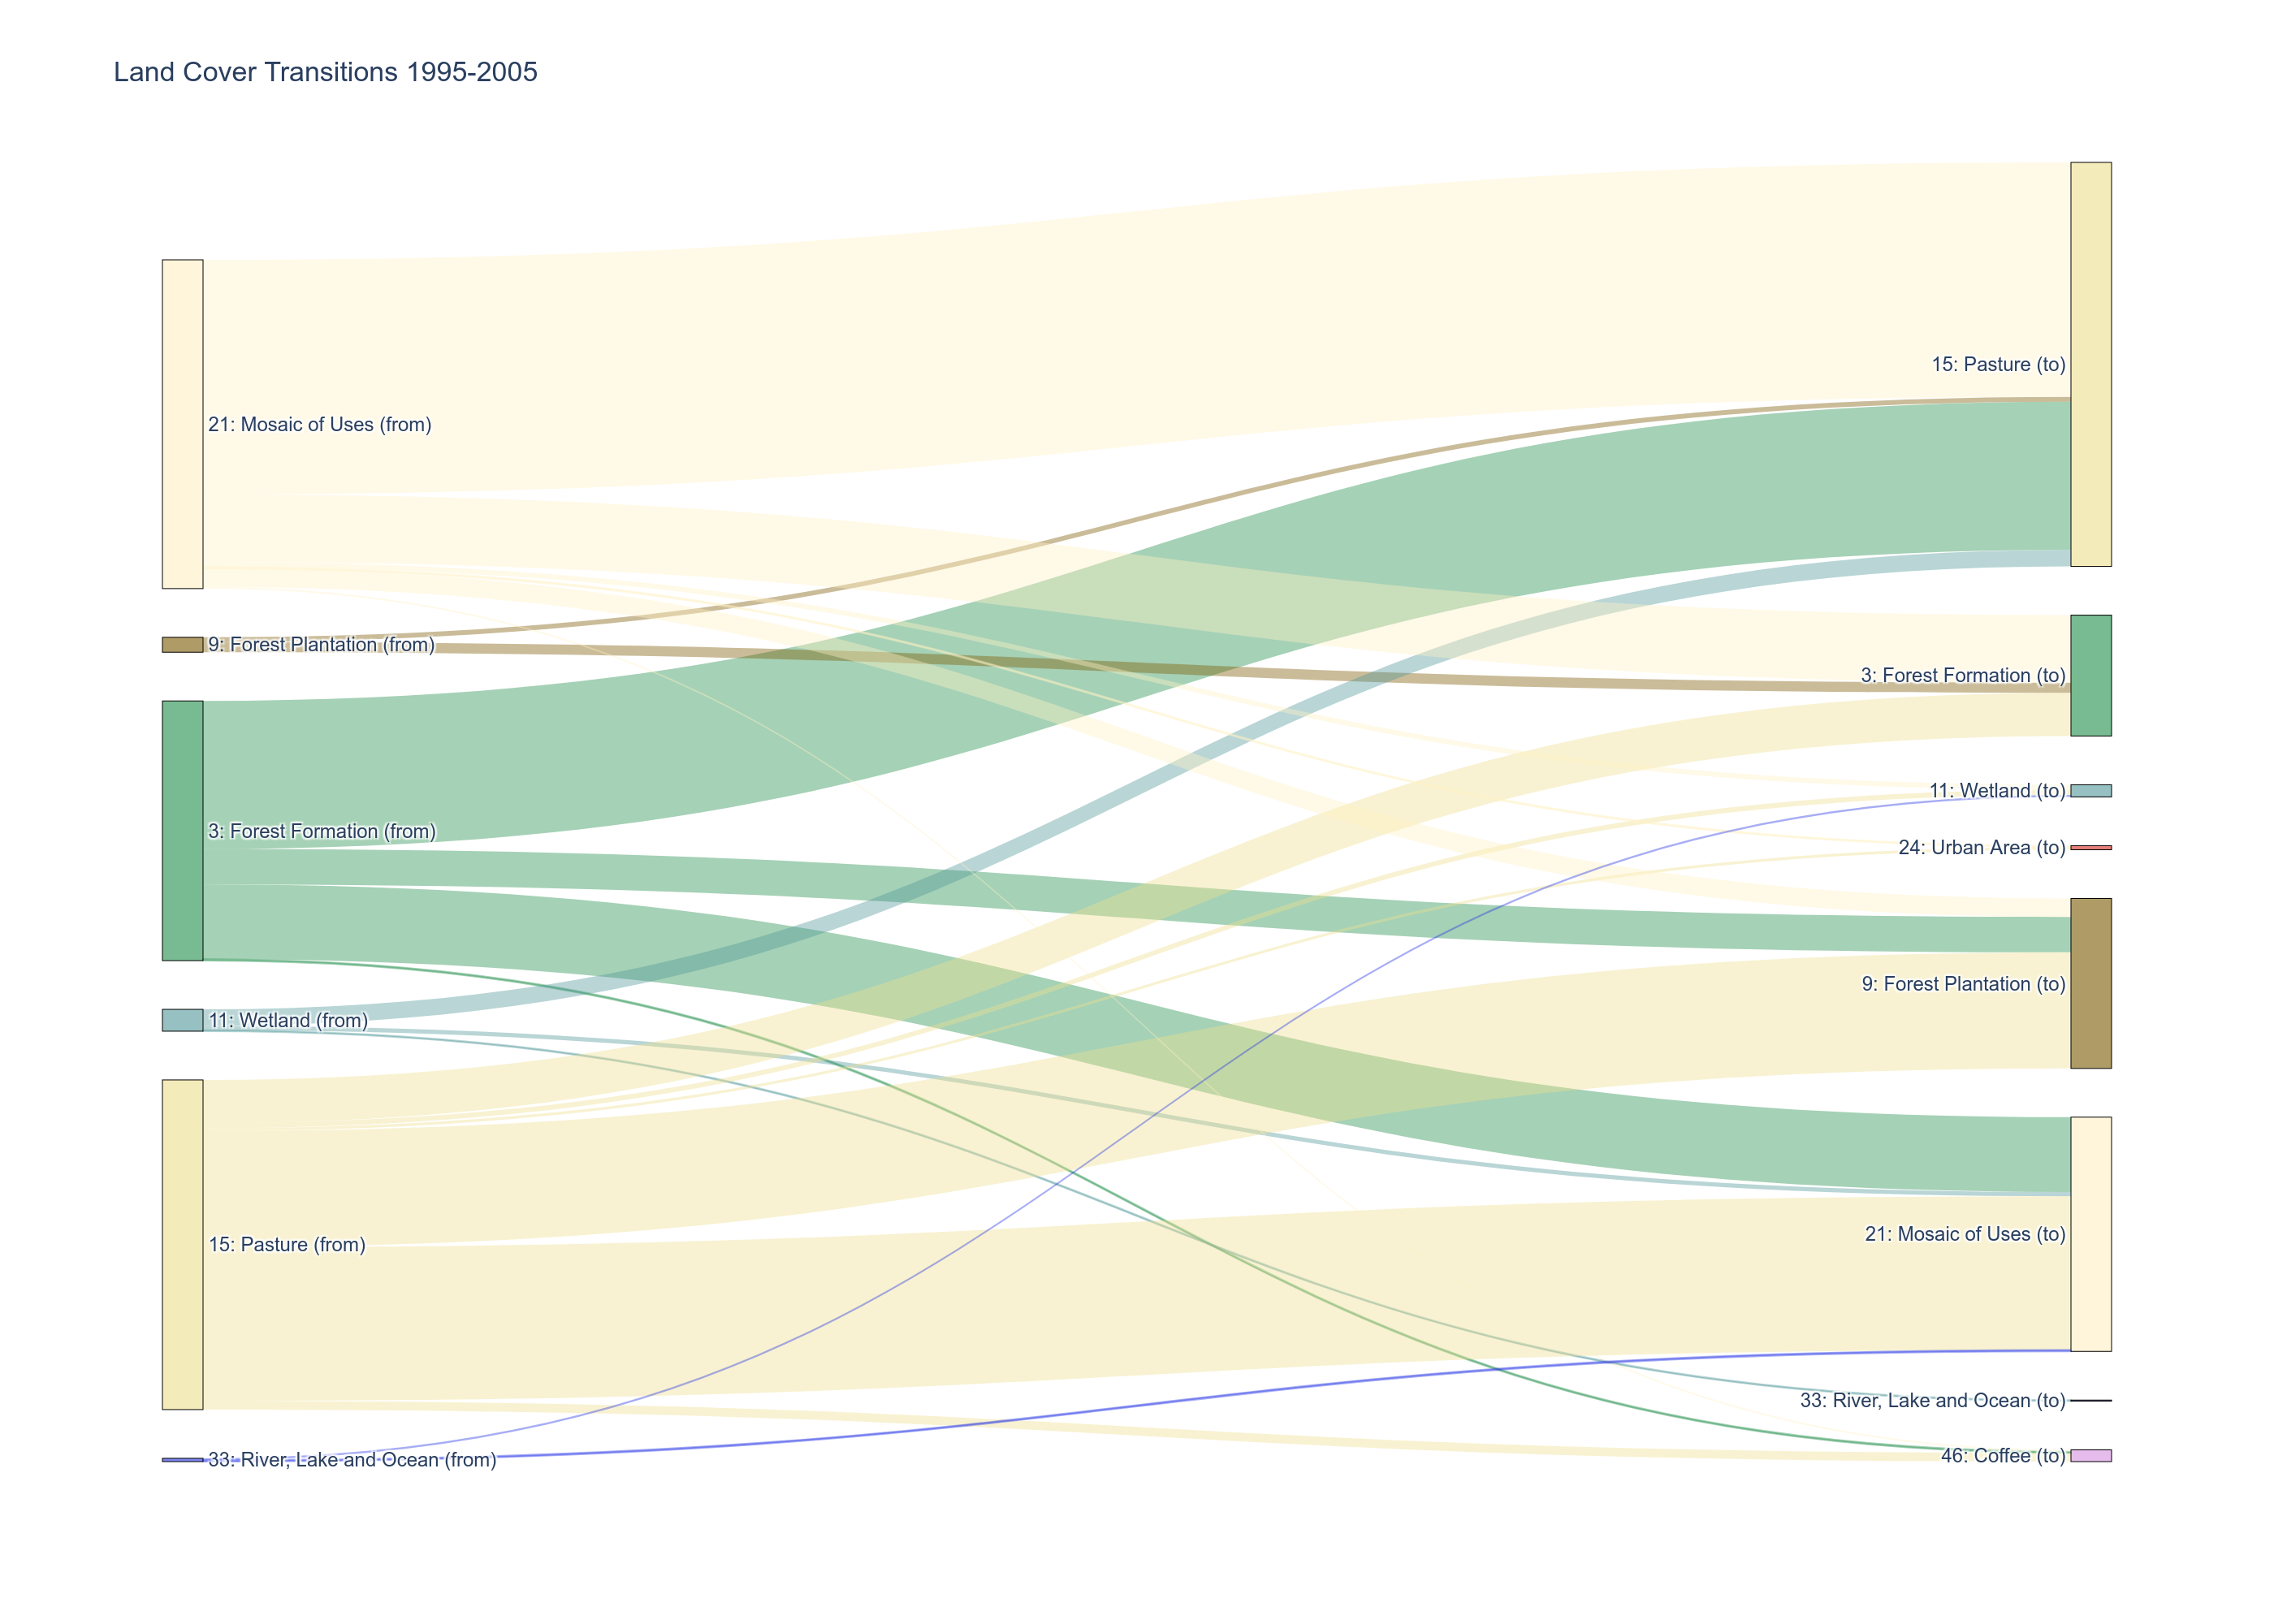 Land Cover Transitions 1995-2005
21: Mosaic of Uses (from)
9: Forest Plantation (from)
3: Forest Formation (from)
11: Wetland (from)
15: Pasture (from)
33: River, Lake and Ocean (from)
15: Pasture (to)
3: Forest Formation (to)
11: Wetland (to)
24: Urban Area (to)
9: Forest Plantation (to)
21: Mosaic of Uses (to)
33: River, Lake and Ocean (to)
46: Coffee (to)